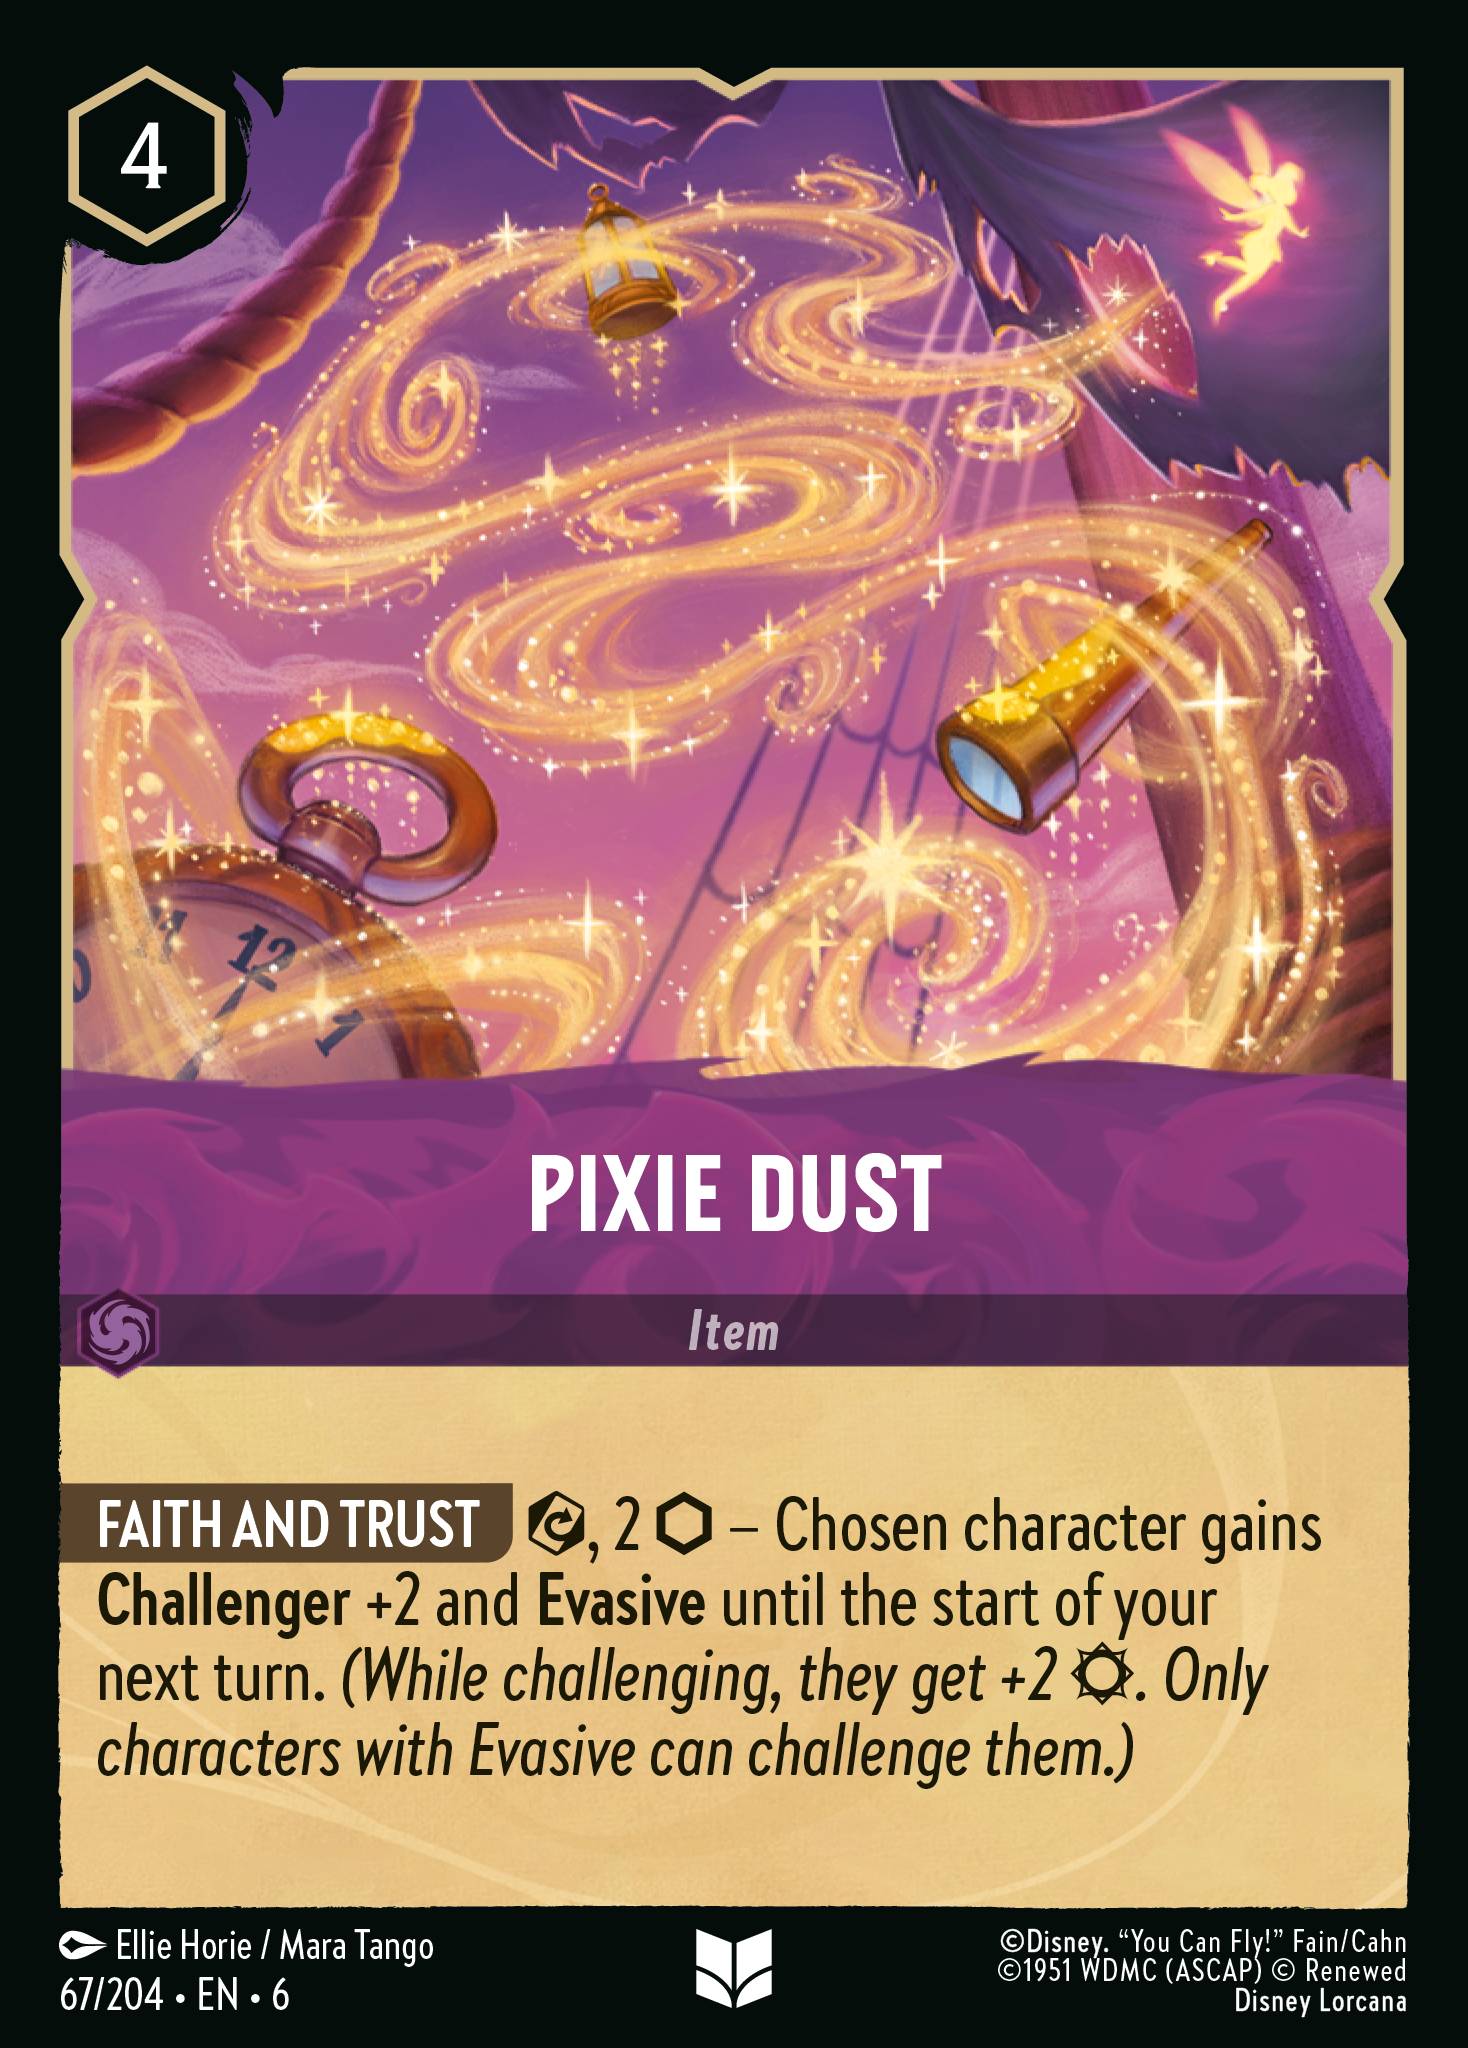 4
12
1
PIXIE DUST
Item
FAITH AND TRUST , 2 – Chosen character gains
Challenger +2 and Evasive until the start of your
next turn. (While challenging, they get +2 . Only
characters with Evasive can challenge them.)
Ellie Horie / Mara Tango
67/204 • EN • 6
©Disney. “You Can Fly!” Fain/Cahn
©1951 WDMC (ASCAP) © Renewed
Disney Lorcana